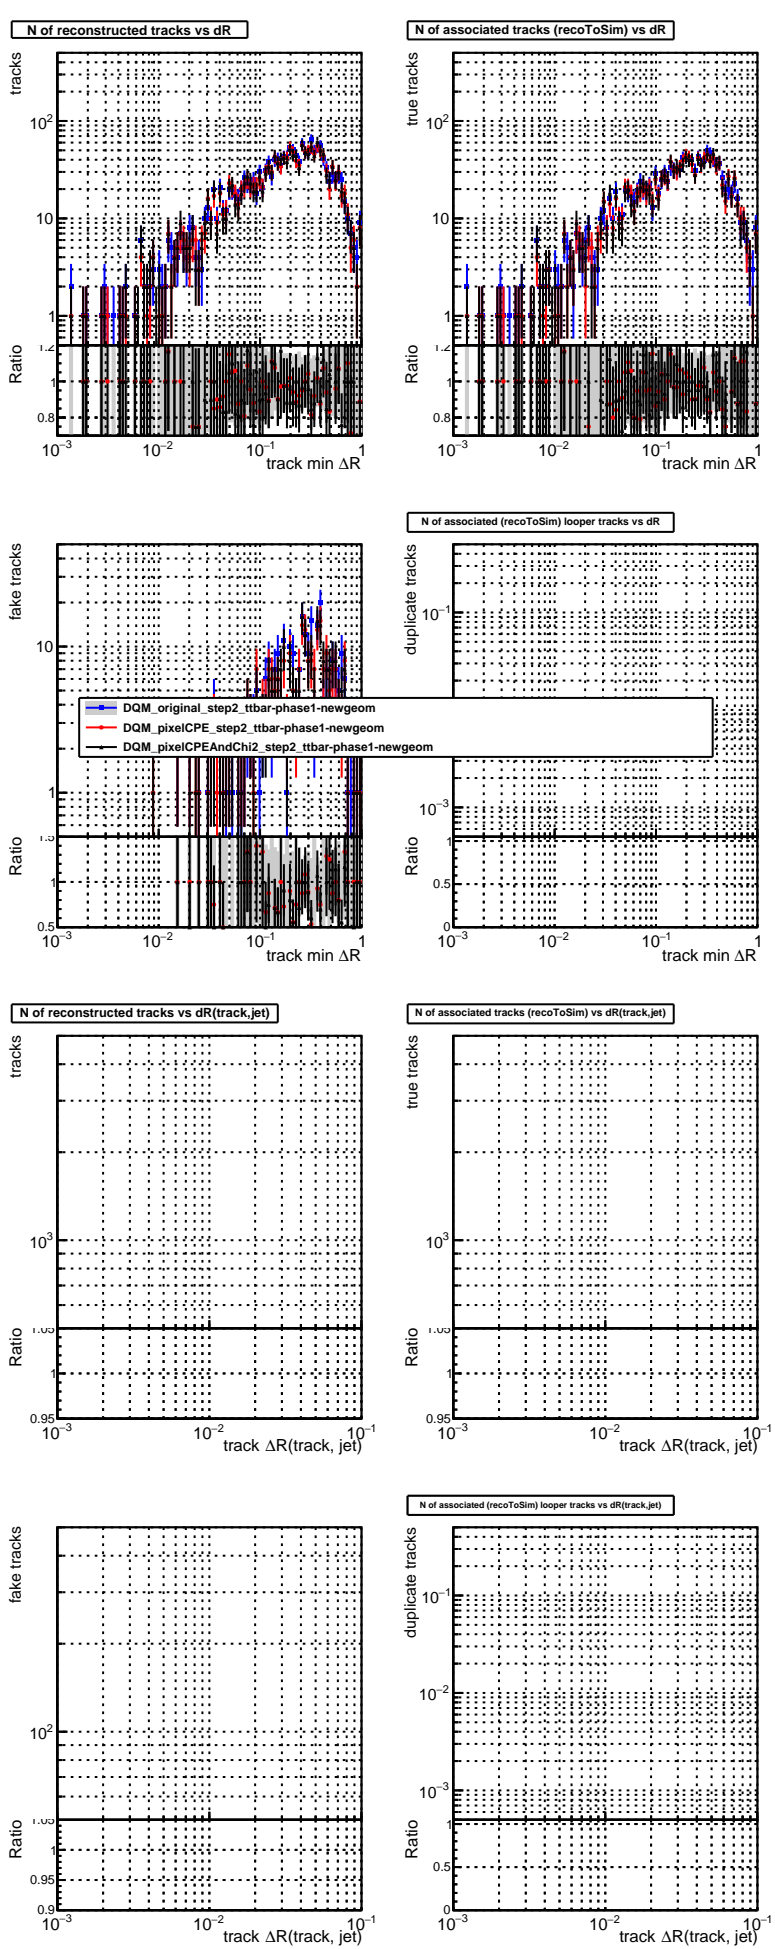 N of reconstructed tracks vs dR
tracks
10²
10
1
Ratio
1.2
1
0.8
10⁻³ 10⁻² 10⁻¹ 1
track min ΔR
N of associated tracks (recoToSim) vs dR
true tracks
10²
10
1
Ratio
1.2
1
0.8
10⁻³ 10⁻² 10⁻¹ 1
track min ΔR
fake tracks
10
1
Ratio
1.5
1
0.5
10⁻³ 10⁻² 10⁻¹ 1
track min ΔR
N of associated (recoToSim) looper tracks vs dR
duplicate tracks
10⁻¹
10⁻³
Ratio
1
0.5
0
10⁻³ 10⁻² 10⁻¹ 1
track min ΔR
DQM_original_step2_ttbar-phase1-newgeom
DQM_pixelCPE_step2_ttbar-phase1-newgeom
DQM_pixelCPEAndChi2_step2_ttbar-phase1-newgeom
N of reconstructed tracks vs dR(track,jet)
tracks
10³
Ratio
1.05
1
0.95
10⁻³ 10⁻² 10⁻¹
track ΔR(track, jet)
N of associated tracks (recoToSim) vs dR(track,jet)
true tracks
10³
Ratio
1.05
1
0.95
10⁻³ 10⁻² 10⁻¹
track ΔR(track, jet)
fake tracks
10²
Ratio
1.05
1
0.95
0.9
10⁻³ 10⁻² 10⁻¹
track ΔR(track, jet)
N of associated (recoToSim) looper tracks vs dR(track,jet)
duplicate tracks
10⁻¹
10⁻²
10⁻³
Ratio
1
0.5
0
10⁻³ 10⁻² 10⁻¹
track ΔR(track, jet)